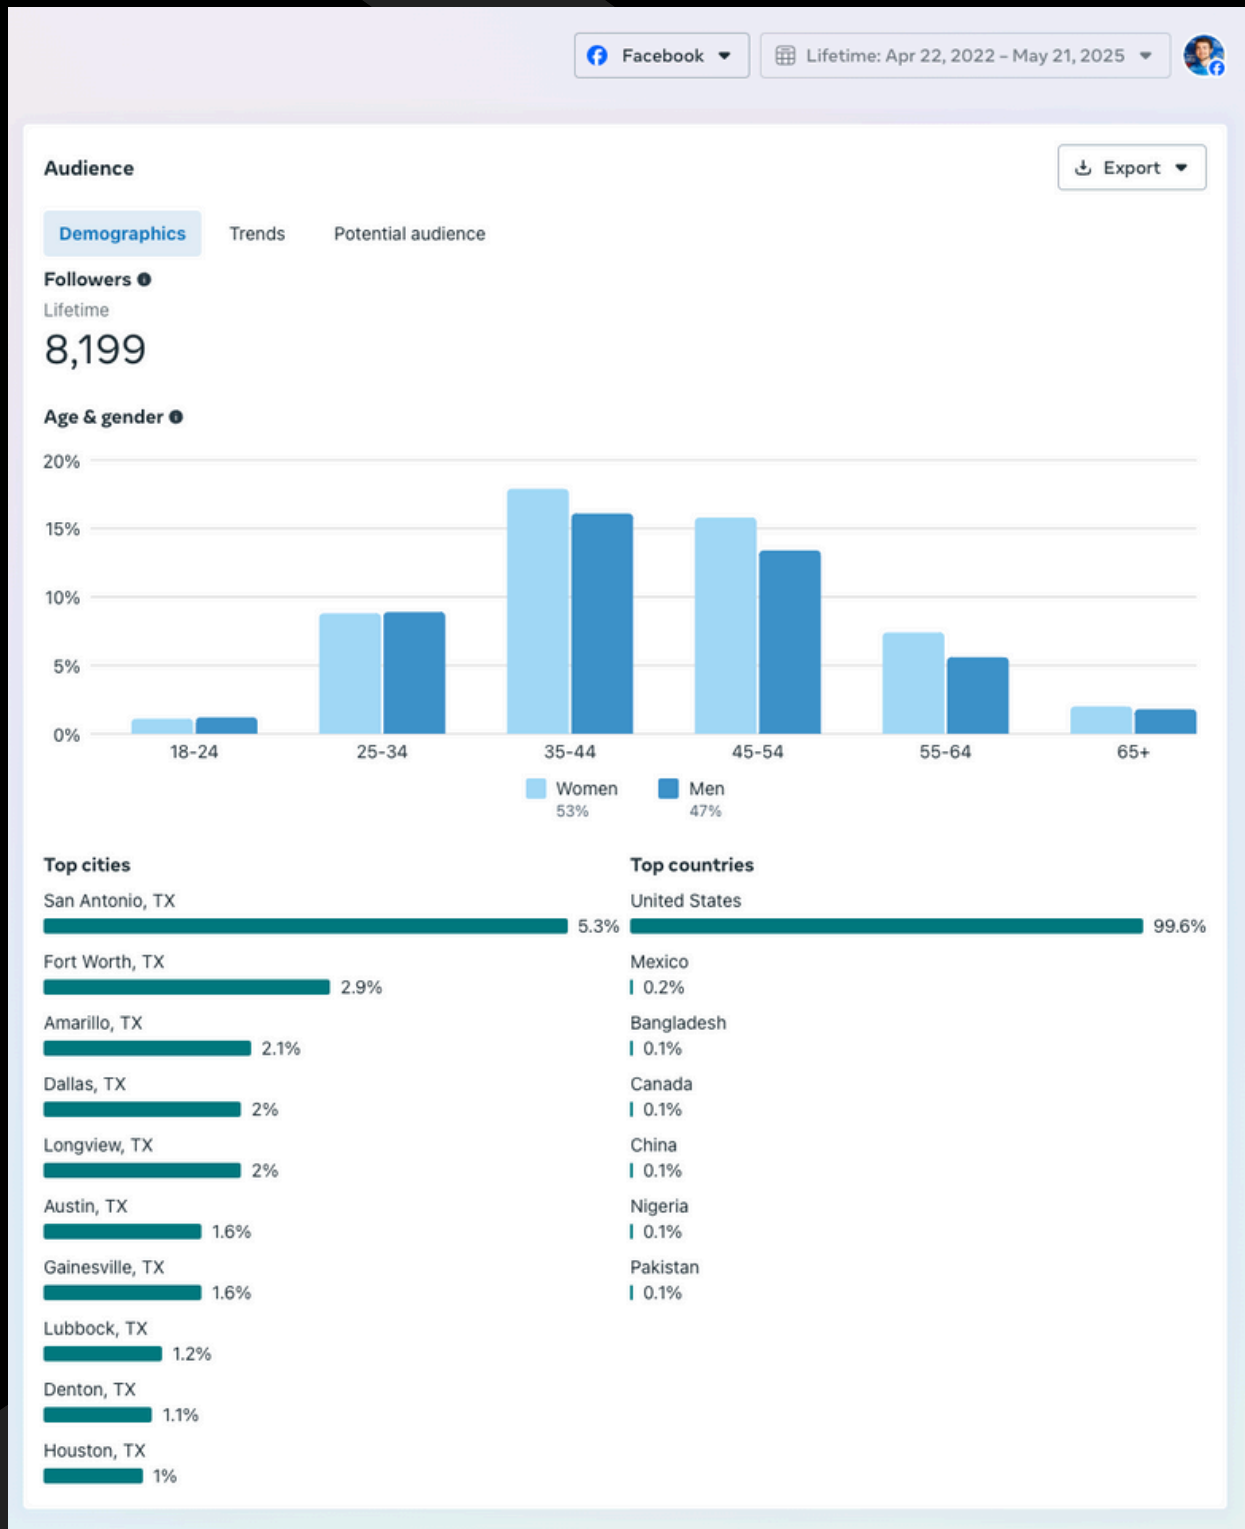 Facebook
Lifetime: Apr 22, 2022 – May 21, 2025
Audience
Export
Demographics
Trends
Potential audience
Followers
Lifetime
8,199
Age & gender
20%
15%
10%
5%
0%
18-24
25-34
35-44
45-54
55-64
65+
Women
53%
Men
47%
Top cities
San Antonio, TX
5.3%
Fort Worth, TX
2.9%
Amarillo, TX
2.1%
Dallas, TX
2%
Longview, TX
2%
Austin, TX
1.6%
Gainesville, TX
1.6%
Lubbock, TX
1.2%
Denton, TX
1.1%
Houston, TX
1%
Top countries
United States
99.6%
Mexico
0.2%
Bangladesh
0.1%
Canada
0.1%
China
0.1%
Nigeria
0.1%
Pakistan
0.1%